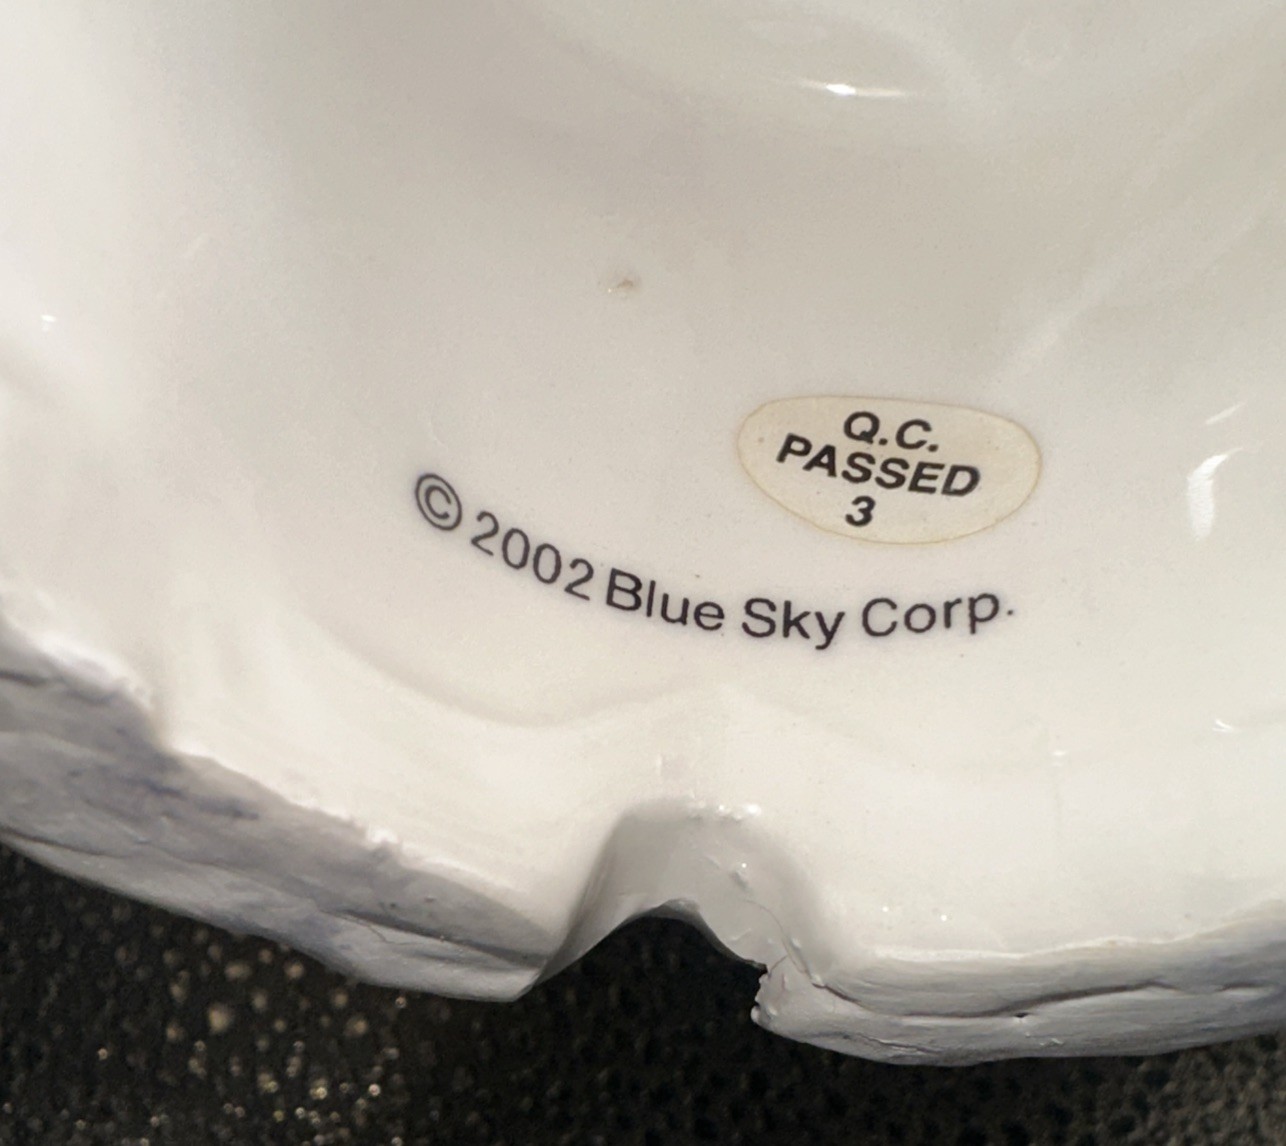 Q.C.
PASSED
3
© 2002 Blue Sky Corp.